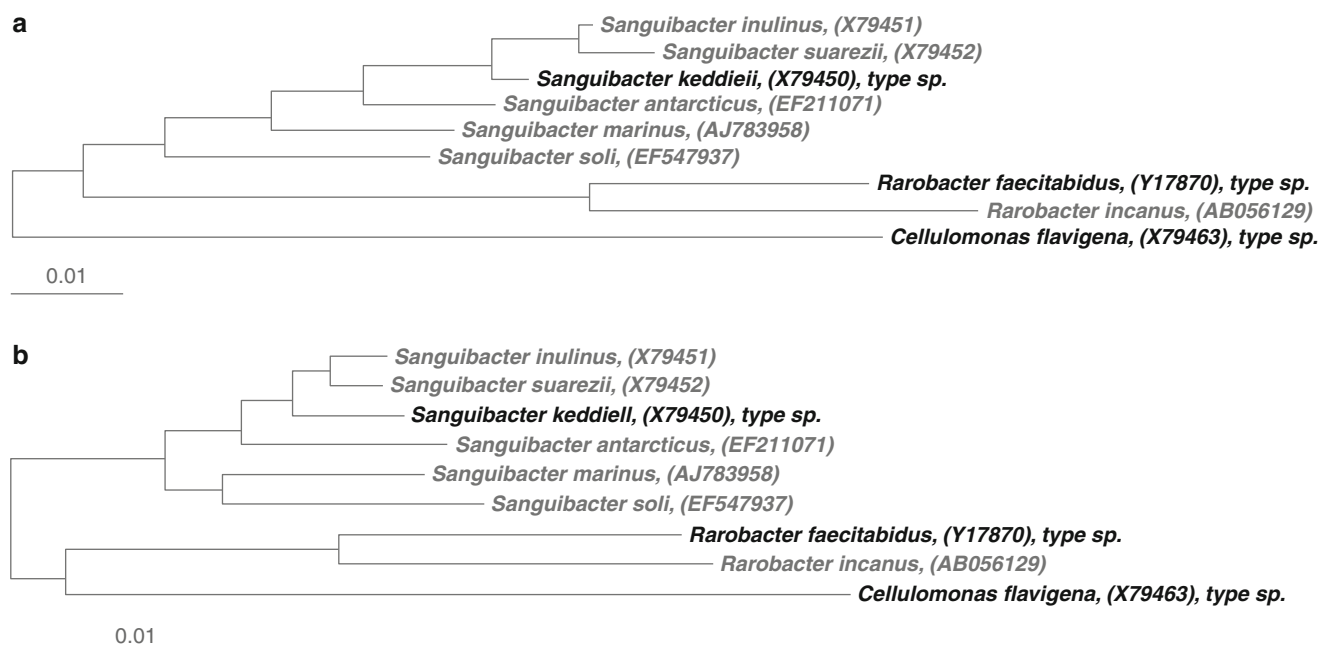 a
Sanguibacter inulinus, (X79451)
Sanguibacter suarezii, (X79452)
Sanguibacter keddieii, (X79450), type sp.
Sanguibacter antarcticus, (EF211071)
Sanguibacter marinus, (AJ783958)
Sanguibacter soli, (EF547937)
Rarobacter faecitabidus, (Y17870), type sp.
Rarobacter incanus, (AB056129)
Cellulomonas flavigena, (X79463), type sp.
0.01
b
Sanguibacter inulinus, (X79451)
Sanguibacter suarezii, (X79452)
Sanguibacter keddiell, (X79450), type sp.
Sanguibacter antarcticus, (EF211071)
Sanguibacter marinus, (AJ783958)
Sanguibacter soli, (EF547937)
Rarobacter faecitabidus, (Y17870), type sp.
Rarobacter incanus, (AB056129)
Cellulomonas flavigena, (X79463), type sp.
0.01